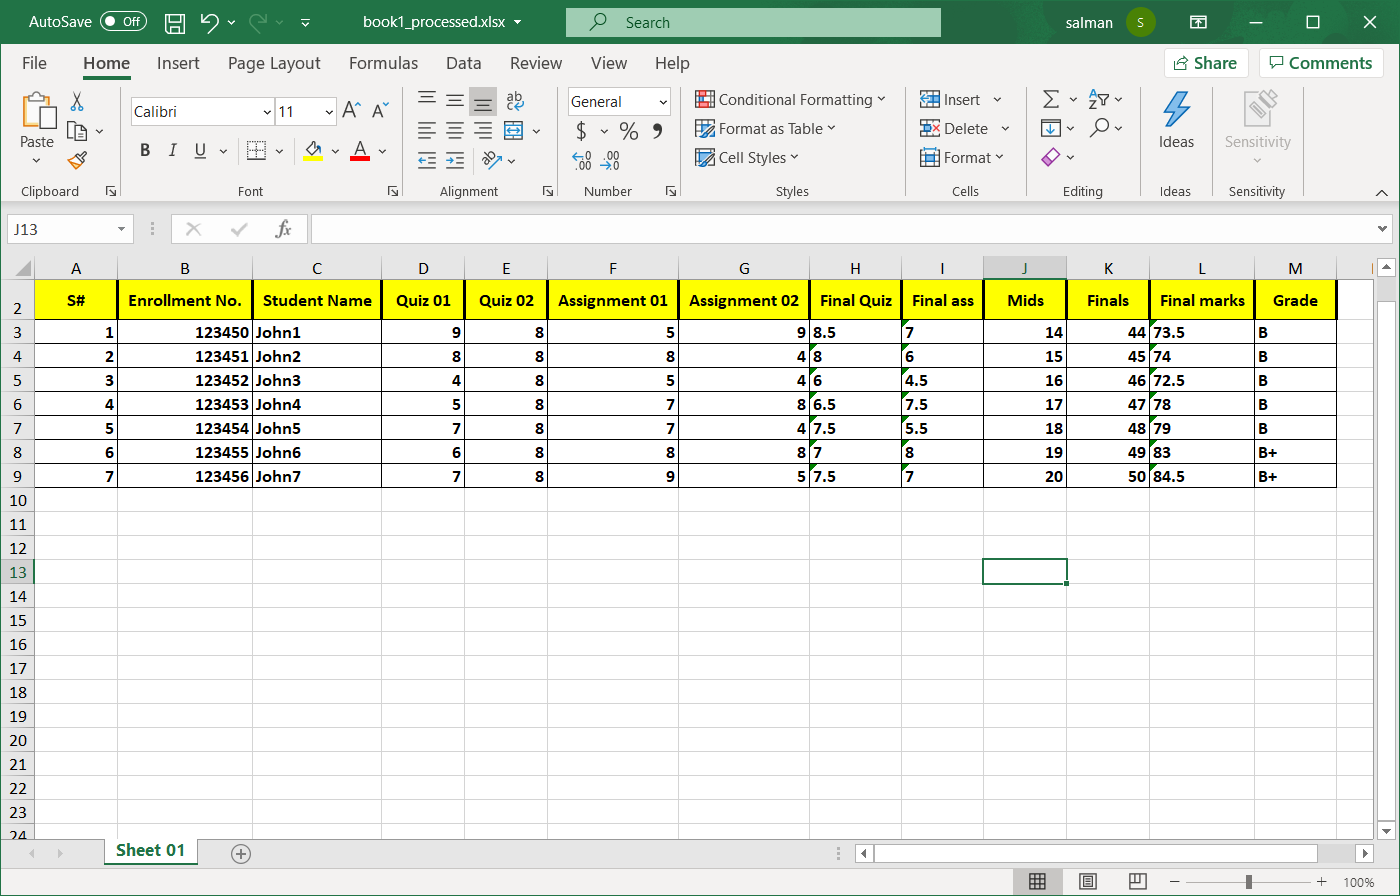 AutoSave Off book1_processed.xlsx Search salman S
File Home Insert Page Layout Formulas Data Review View Help Share Comments
Paste
Calibri 11
B I U A
ab
General
$ % 9
.00 .00
Conditional Formatting
Format as Table
Cell Styles
Insert
Delete
Format
Ideas
Sensitivity
Clipboard Font Alignment Number Styles Cells Editing Ideas Sensitivity
J13 fx
A B C D E F G H I J K L M
2 S# Enrollment No. Student Name Quiz 01 Quiz 02 Assignment 01 Assignment 02 Final Quiz Final ass Mids Finals Final marks Grade
3 1 123450 John1 9 8 5 9 8.5 7 14 44 73.5 B
4 2 123451 John2 8 8 8 4 8 6 15 45 74 B
5 3 123452 John3 4 8 5 4 6 4.5 16 46 72.5 B
6 4 123453 John4 5 8 7 8 6.5 7.5 17 47 78 B
7 5 123454 John5 7 8 7 4 7.5 5.5 18 48 79 B
8 6 123455 John6 6 8 8 8 7 8 19 49 83 B+
9 7 123456 John7 7 8 9 5 7.5 7 20 50 84.5 B+
10
11
12
13
14
15
16
17
18
19
20
21
22
23
24
Sheet 01
100%